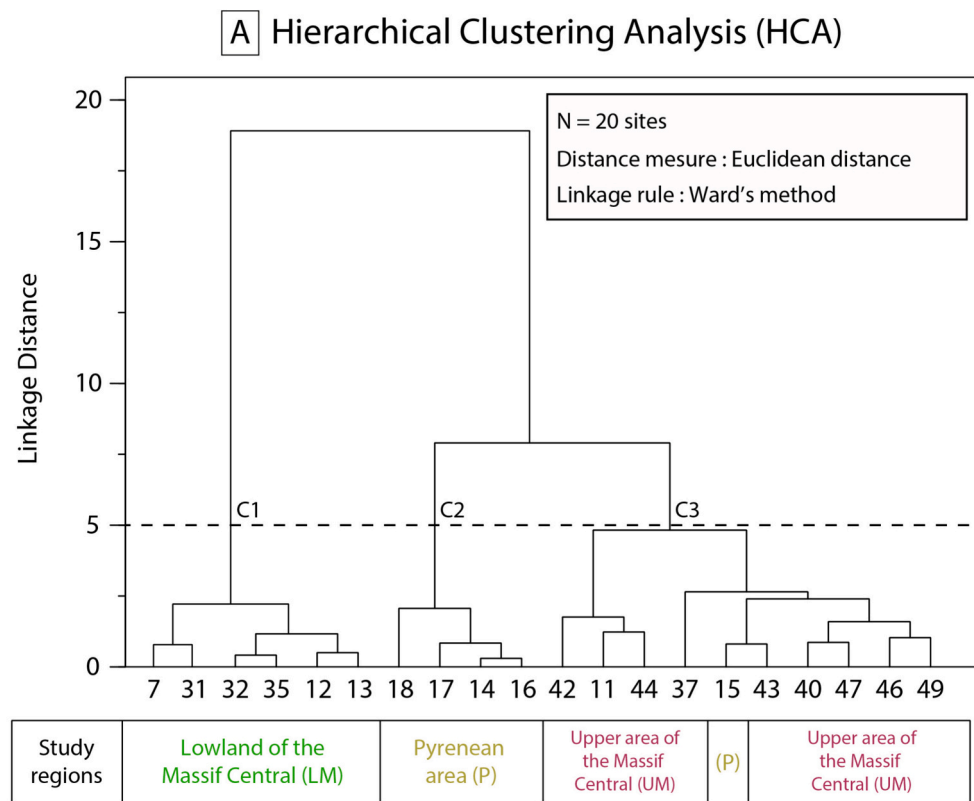 A Hierarchical Clustering Analysis (HCA)
20
N = 20 sites
Distance mesure : Euclidean distance
Linkage rule : Ward's method
15
Linkage Distance
10
C1 C2 C3
5
0
7 31 32 35 12 13 18 17 14 16 42 11 44 37 15 43 40 47 46 49
Study
regions
Lowland of the
Massif Central (LM)
Pyrenean
area (P)
Upper area of
the Massif
Central (UM)
(P)
Upper area of
the Massif
Central (UM)